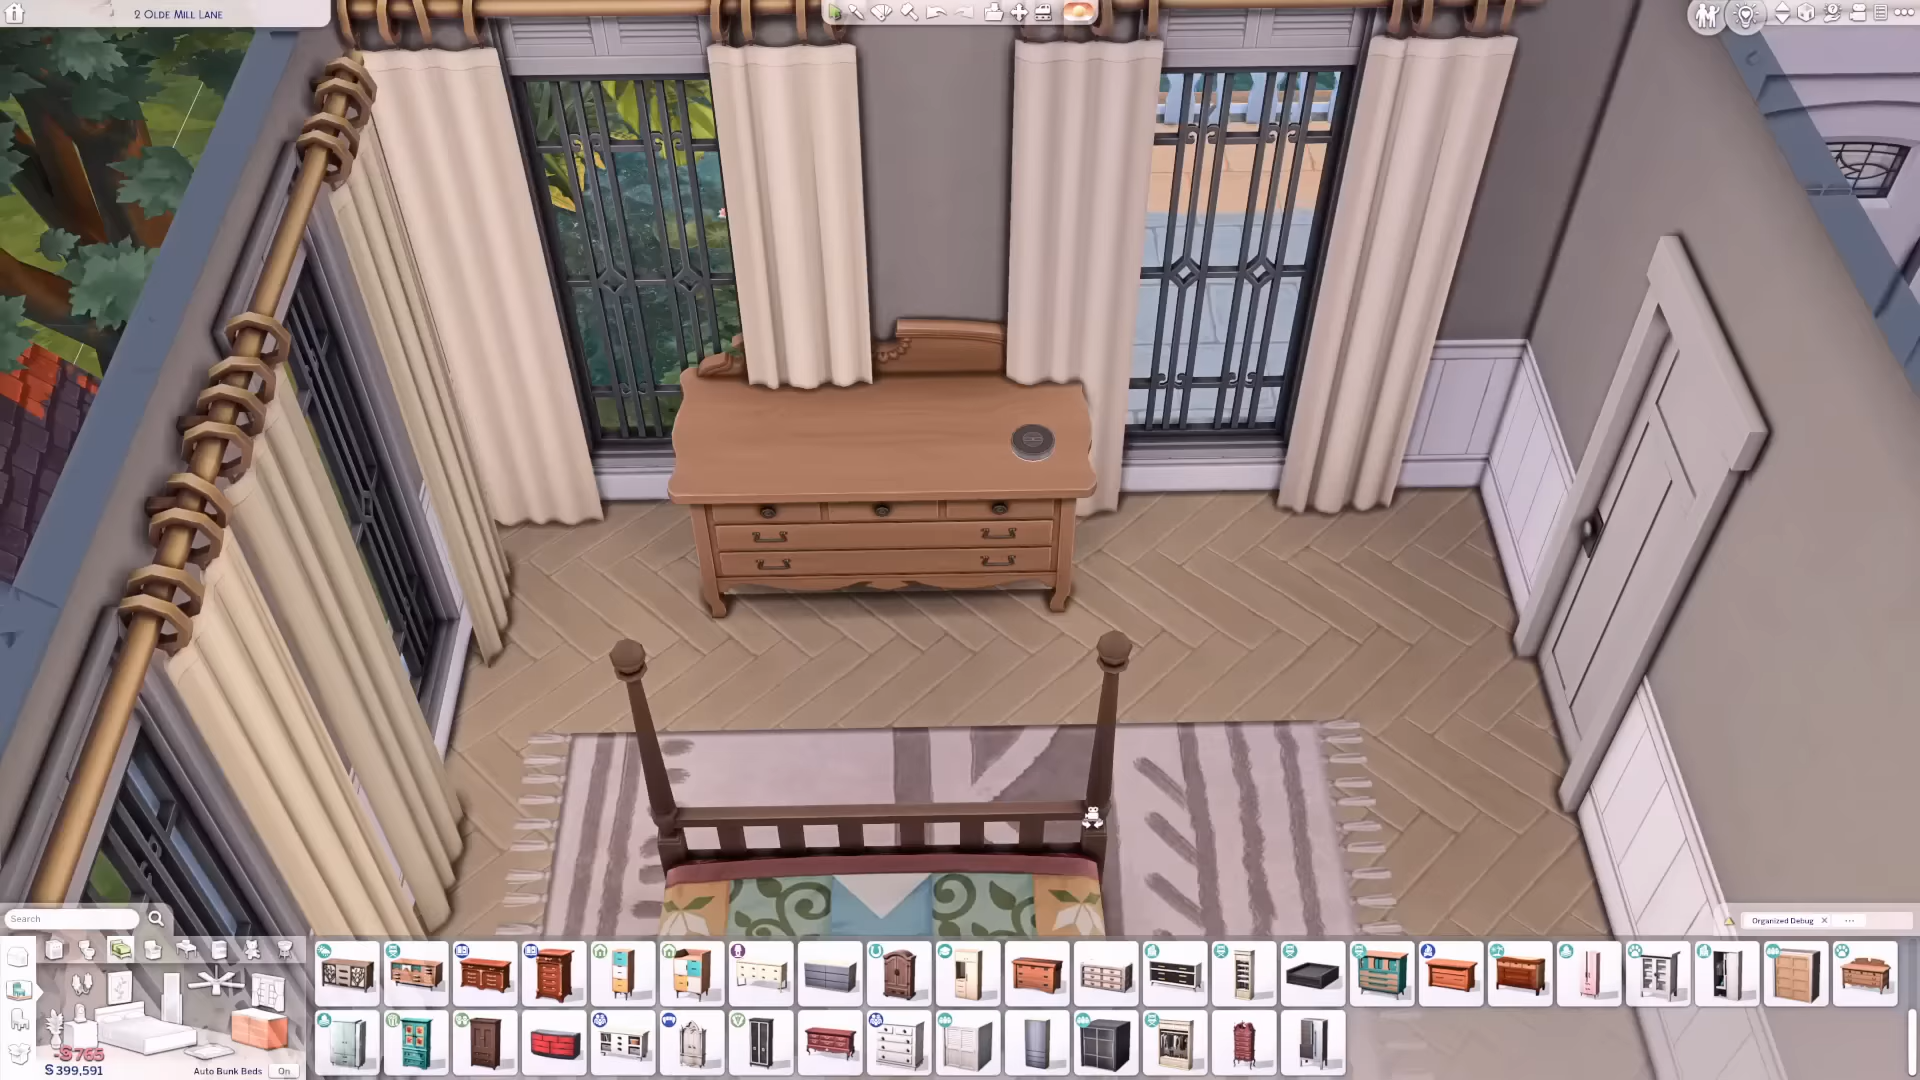 2 Olde Mill Lane
Search
Organized Debug
-§765
§399,591
Auto Bunk Beds
On